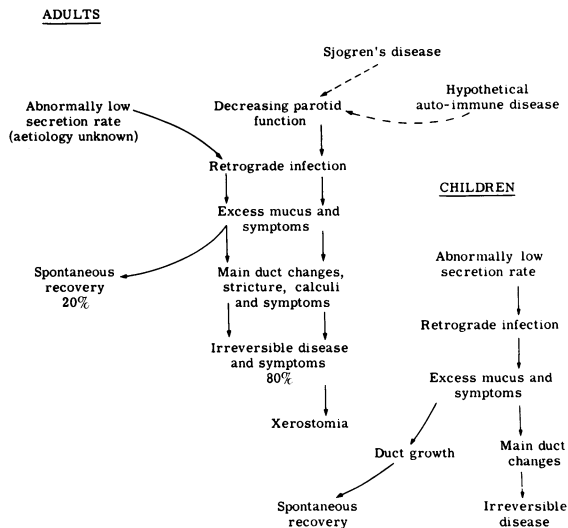 ADULTS
Sjogren's disease
Hypothetical
auto-immune disease
Abnormally low
secretion rate
(aetiology unknown)
Decreasing parotid
function
Retrograde infection
Excess mucus and
symptoms
Spontaneous
recovery
20%
Main duct changes,
stricture, calculi
and symptoms
Irreversible disease
and symptoms
80%
Xerostomia
CHILDREN
Abnormally low
secretion rate
Retrograde infection
Excess mucus and
symptoms
Duct growth
Main duct
changes
Spontaneous
recovery
Irreversible
disease